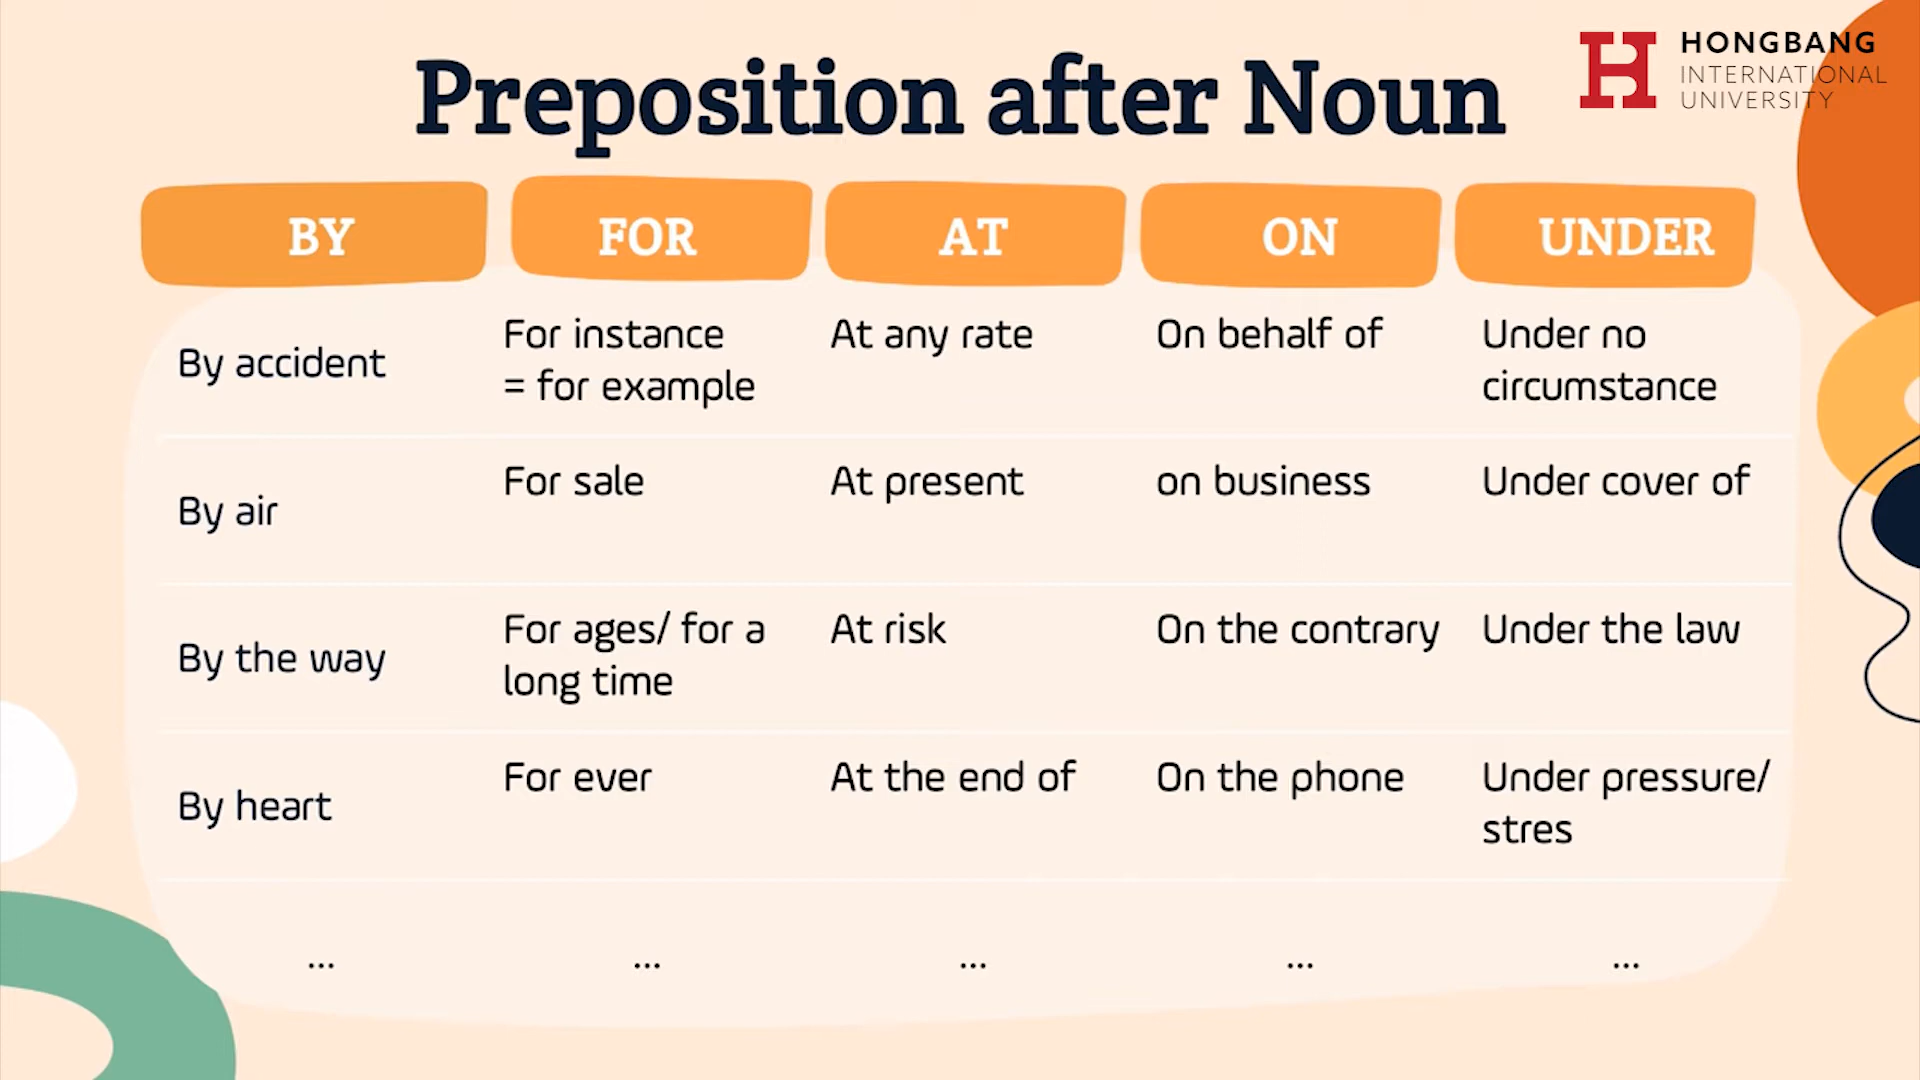 Preposition after Noun
HONGBANG
INTERNATIONAL
UNIVERSITY
BY
FOR
AT
ON
UNDER
By accident
For instance
= for example
At any rate
On behalf of
Under no
circumstance
By air
For sale
At present
on business
Under cover of
By the way
For ages/ for a
long time
At risk
On the contrary
Under the law
By heart
For ever
At the end of
On the phone
Under pressure/
stres
...
...
...
...
...